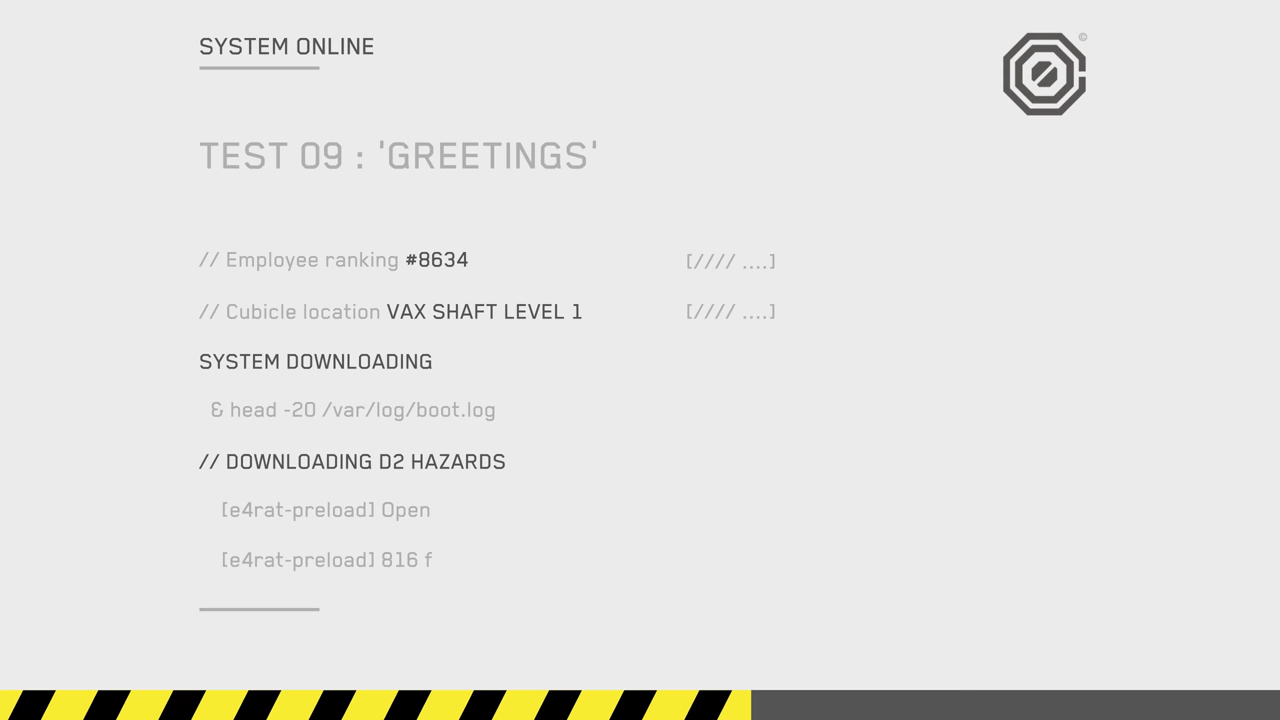 SYSTEM ONLINE
©
TEST 09 : 'GREETINGS'
// Employee ranking #8634 [//// ....]
// Cubicle location VAX SHAFT LEVEL 1 [//// ....]
SYSTEM DOWNLOADING
& head -20 /var/log/boot.log
// DOWNLOADING D2 HAZARDS
[e4rat-preload] Open
[e4rat-preload] 816 f